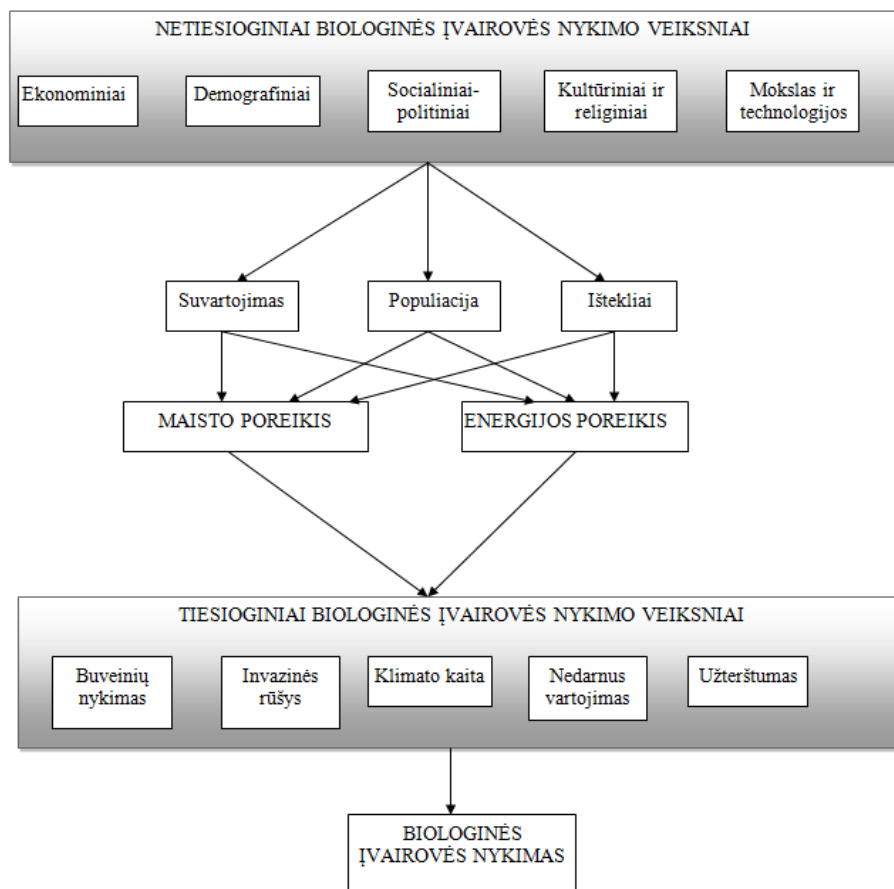 NETIESIOGINIAI BIOLOGINĖS ĮVAIROVĖS NYKIMO VEIKSNIAI
Ekonominiai
Demografiniai
Socialiniai-
politiniai
Kultūriniai ir
religiniai
Mokslas ir
technologijos
Suvartojimas
Populiacija
Ištekliai
MAISTO POREIKIS
ENERGIJOS POREIKIS
TIESIOGINIAI BIOLOGINĖS ĮVAIROVĖS NYKIMO VEIKSNIAI
Buveinių
nykimas
Invazinės
rūšys
Klimato kaita
Nedarnus
vartojimas
Užterštumas
BIOLOGINĖS
ĮVAIROVĖS NYKIMAS